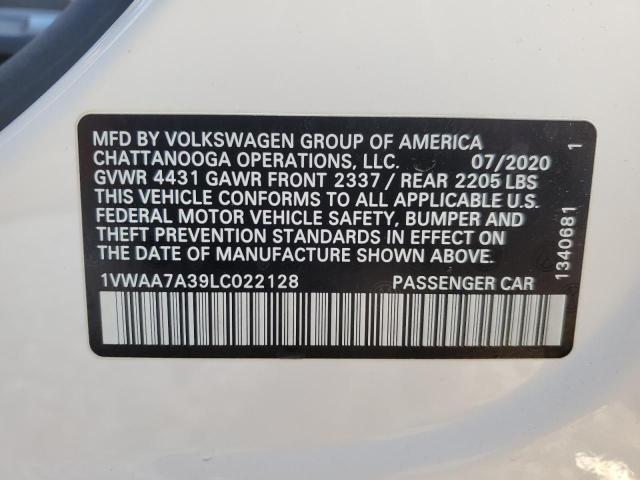 MFD BY VOLKSWAGEN GROUP OF AMERICA
CHATTANOOGA OPERATIONS, LLC. 07/2020
GVWR 4431 GAWR FRONT 2337 / REAR 2205 LBS
THIS VEHICLE CONFORMS TO ALL APPLICABLE U.S.
FEDERAL MOTOR VEHICLE SAFETY, BUMPER AND
THEFT PREVENTION STANDARDS IN EFFECT ON
THE DATE OF MANUFACTURE SHOWN ABOVE.
1VWAA7A39LC022128 PASSENGER CAR
1340681 1